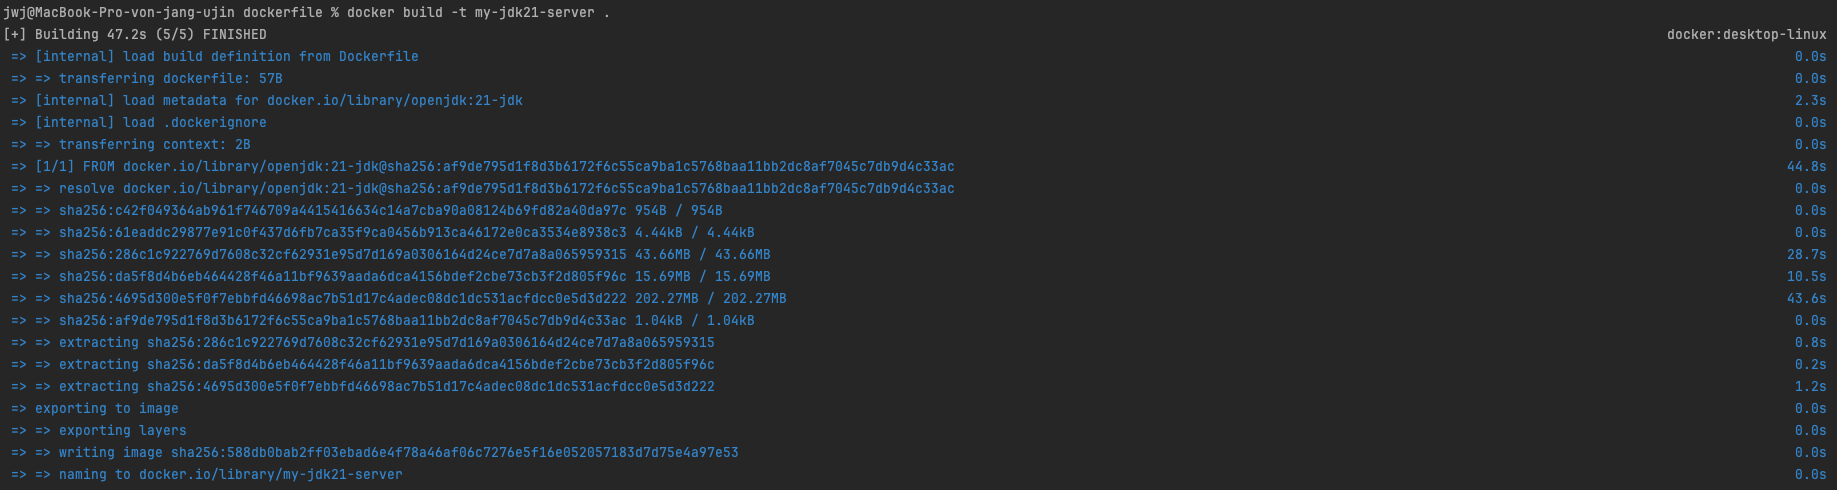 jwj@MacBook-Pro-von-jang-ujin dockerfile % docker build -t my-jdk21-server .
[+] Building 47.2s (5/5) FINISHED docker:desktop-linux
=> [internal] load build definition from Dockerfile 0.0s
=> => transferring dockerfile: 57B 0.0s
=> [internal] load metadata for docker.io/library/openjdk:21-jdk 2.3s
=> [internal] load .dockerignore 0.0s
=> => transferring context: 2B 0.0s
=> [1/1] FROM docker.io/library/openjdk:21-jdk@sha256:af9de795d1f8d3b6172f6c55ca9ba1c5768baa11bb2dc8af7045c7db9d4c33ac 44.8s
=> => resolve docker.io/library/openjdk:21-jdk@sha256:af9de795d1f8d3b6172f6c55ca9ba1c5768baa11bb2dc8af7045c7db9d4c33ac 0.0s
=> => sha256:c42f049364ab961f746709a4415416634c14a7cba90a08124b69fd82a40da97c 954B / 954B 0.0s
=> => sha256:61eaddc29877e91c0f437d6fb7ca35f9ca0456b913ca46172e0ca3534e8938c3 4.44kB / 4.44kB 0.0s
=> => sha256:286c1c922769d7608c32cf62931e95d7d169a0306164d24ce7d7a8a065959315 43.66MB / 43.66MB 28.7s
=> => sha256:da5f8d4b6eb464428f46a11bf9639aada6dca4156bdef2cbe73cb3f2d805f96c 15.69MB / 15.69MB 10.5s
=> => sha256:4695d300e5f0f7ebbfd46698ac7b51d17c4adec08dc1dc531acfdcc0e5d3d222 202.27MB / 202.27MB 43.6s
=> => sha256:af9de795d1f8d3b6172f6c55ca9ba1c5768baa11bb2dc8af7045c7db9d4c33ac 1.04kB / 1.04kB 0.0s
=> => extracting sha256:286c1c922769d7608c32cf62931e95d7d169a0306164d24ce7d7a8a065959315 0.8s
=> => extracting sha256:da5f8d4b6eb464428f46a11bf9639aada6dca4156bdef2cbe73cb3f2d805f96c 0.2s
=> => extracting sha256:4695d300e5f0f7ebbfd46698ac7b51d17c4adec08dc1dc531acfdcc0e5d3d222 1.2s
=> exporting to image 0.0s
=> => exporting layers 0.0s
=> => writing image sha256:588db0bab2ff03ebad6e4f78a46af06c7276e5f16e052057183d7d75e4a97e53 0.0s
=> => naming to docker.io/library/my-jdk21-server 0.0s